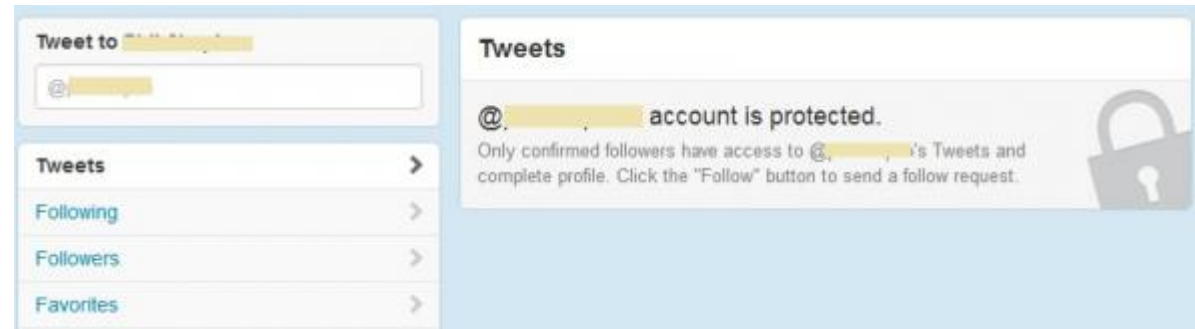 Tweet to
@
Tweets
Following
Followers
Favorites
Tweets
@ account is protected.
Only confirmed followers have access to @ 's Tweets and
complete profile. Click the "Follow" button to send a follow request.